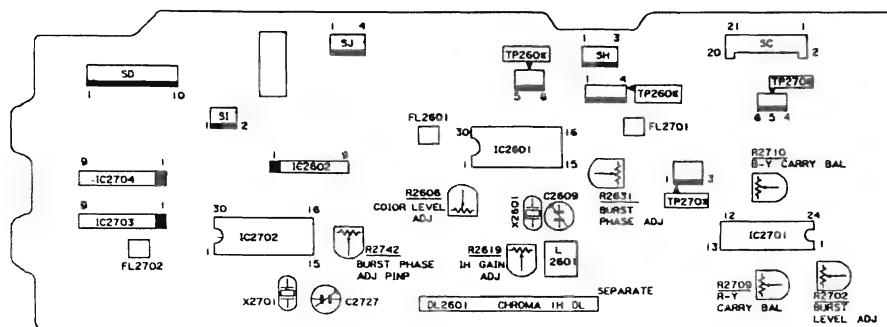 1 4
SJ
1 3
SH
21 1
SC
20 2
TP260※
TP270※
SD
1 10
5 6
1 4
TP260※
6 5 4
SI
1 2
FL2601
30 16
IC2601
1 15
FL2701
R2710
B-Y CARRY BAL
9 1
IC2704
1 9
IC2602
R2606
COLOR LEVEL
ADJ
X2601
C2609
R2631
BURST
PHASE ADJ
1 3
TP270※
9 1
IC2703
30 16
IC2702
1 15
12 24
IC2701
13 1
FL2702
R2742
BURST PHASE
ADJ PINP
R2619
1H GAIN
ADJ
L
2601
X2701
C2727
SEPARATE
DL2601 CHROMA 1H DL
R2709
R-Y
CARRY BAL
R2702
BURST
LEVEL ADJ